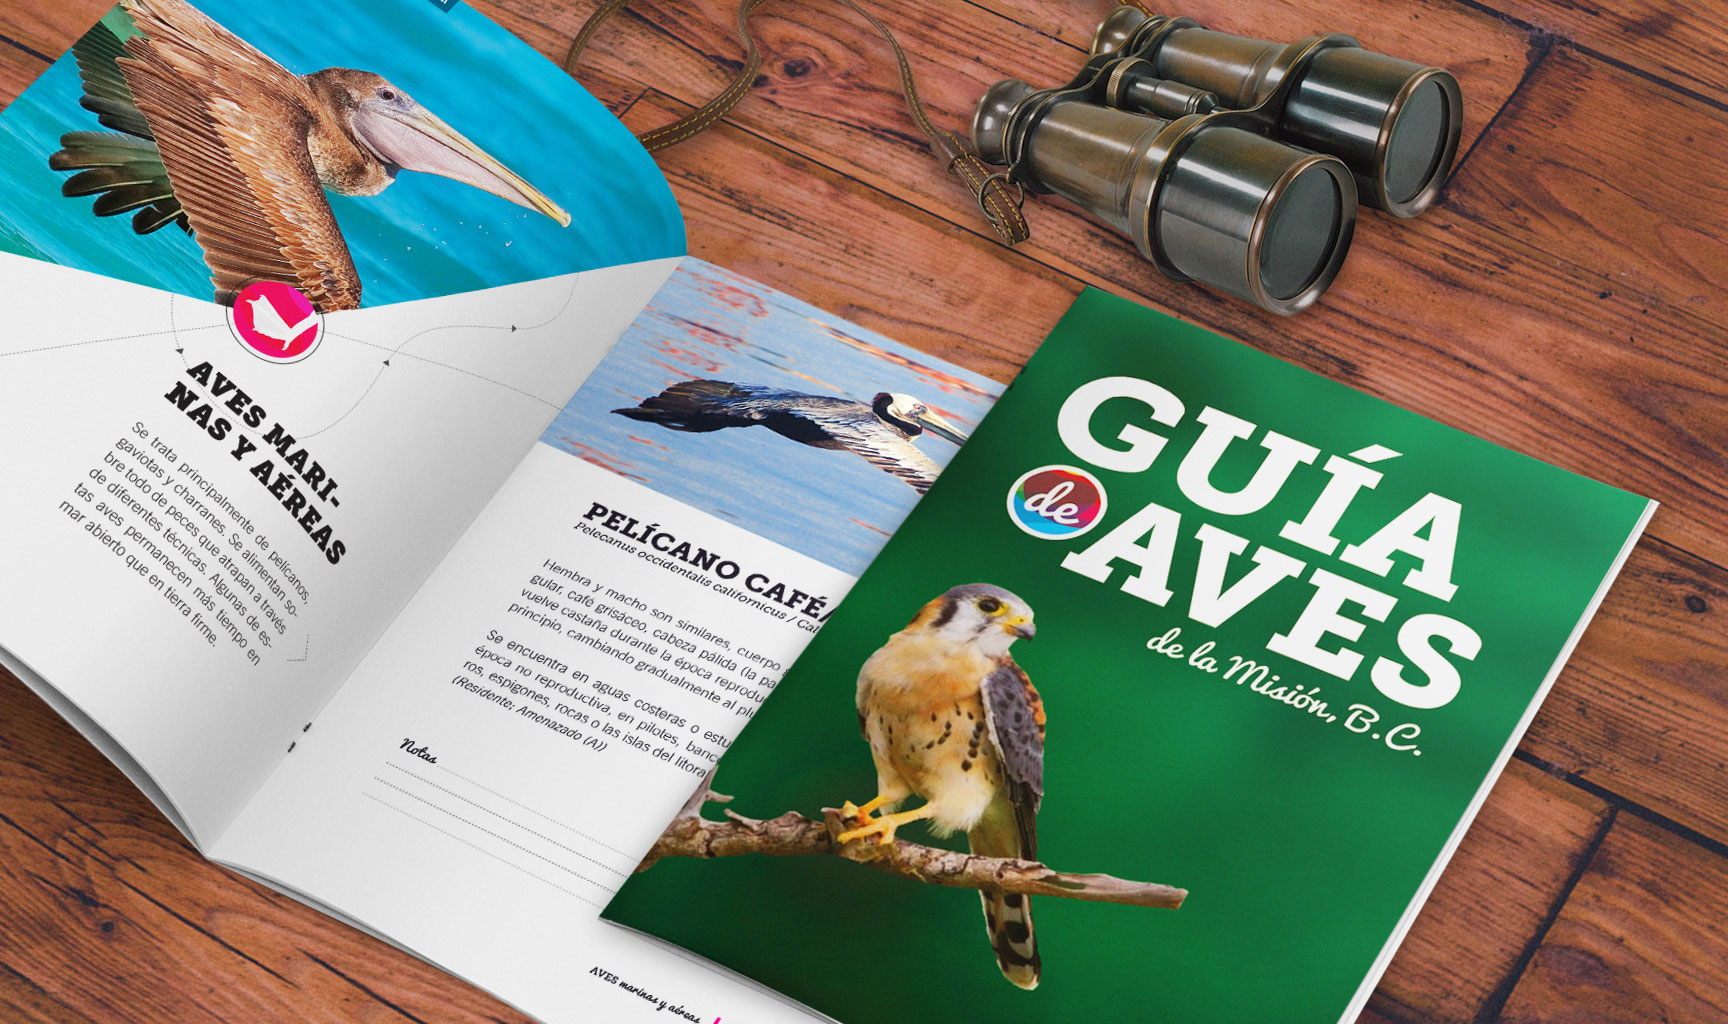 AVES MARI-
NAS Y AÉREAS
Se trata principalmente de pelícanos,
gaviotas y charranes. Se alimentan so-
bre todo de peces que atrapan a través
de diferentes técnicas. Algunas de es-
tas aves permanecen más tiempo en
mar abierto que en tierra firme.
PELÍCANO CAFÉ/
Pelecanus occidentalis californicus /
Hembra y macho son similares, cuerpo
gular, café grisáceo, cabeza pálida (la
vuelve castaña durante la época
principio, cambiando gradualmente al
Se encuentra en aguas costeras o
época no reproductiva, en pilotes,
ros, espigones, rocas o las islas del
(Residente; Amenazado (A))
Notas
AVES marinas y aéreas
GUÍA
de AVES
de la Misión, B.C.